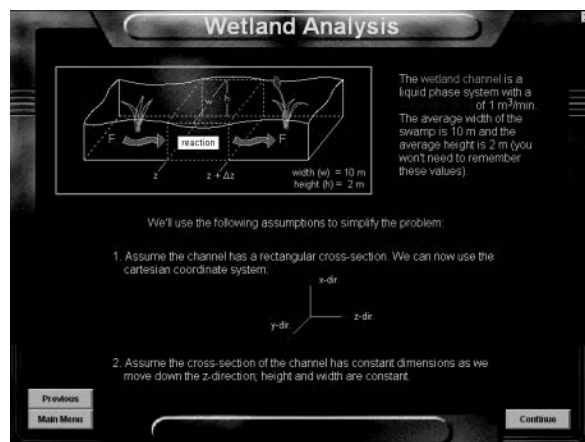 Wetland Analysis
The wetland channel is a
liquid phase system with a
of 1 m³/min.
The average width of the
swamp is 10 m and the
average height is 2 m (you
won't need to remember
these values).
w
h
F
reaction
F
z
z + Δz
width (w) = 10 m
height (h) = 2 m
We'll use the following assumptions to simplify the problem:
1. Assume the channel has a rectangular cross-section. We can now use the
cartesian coordinate system:
x-dir.
z-dir.
y-dir.
2. Assume the cross-section of the channel has constant dimensions as we
move down the z-direction; height and width are constant.
Previous
Main Menu
Continue